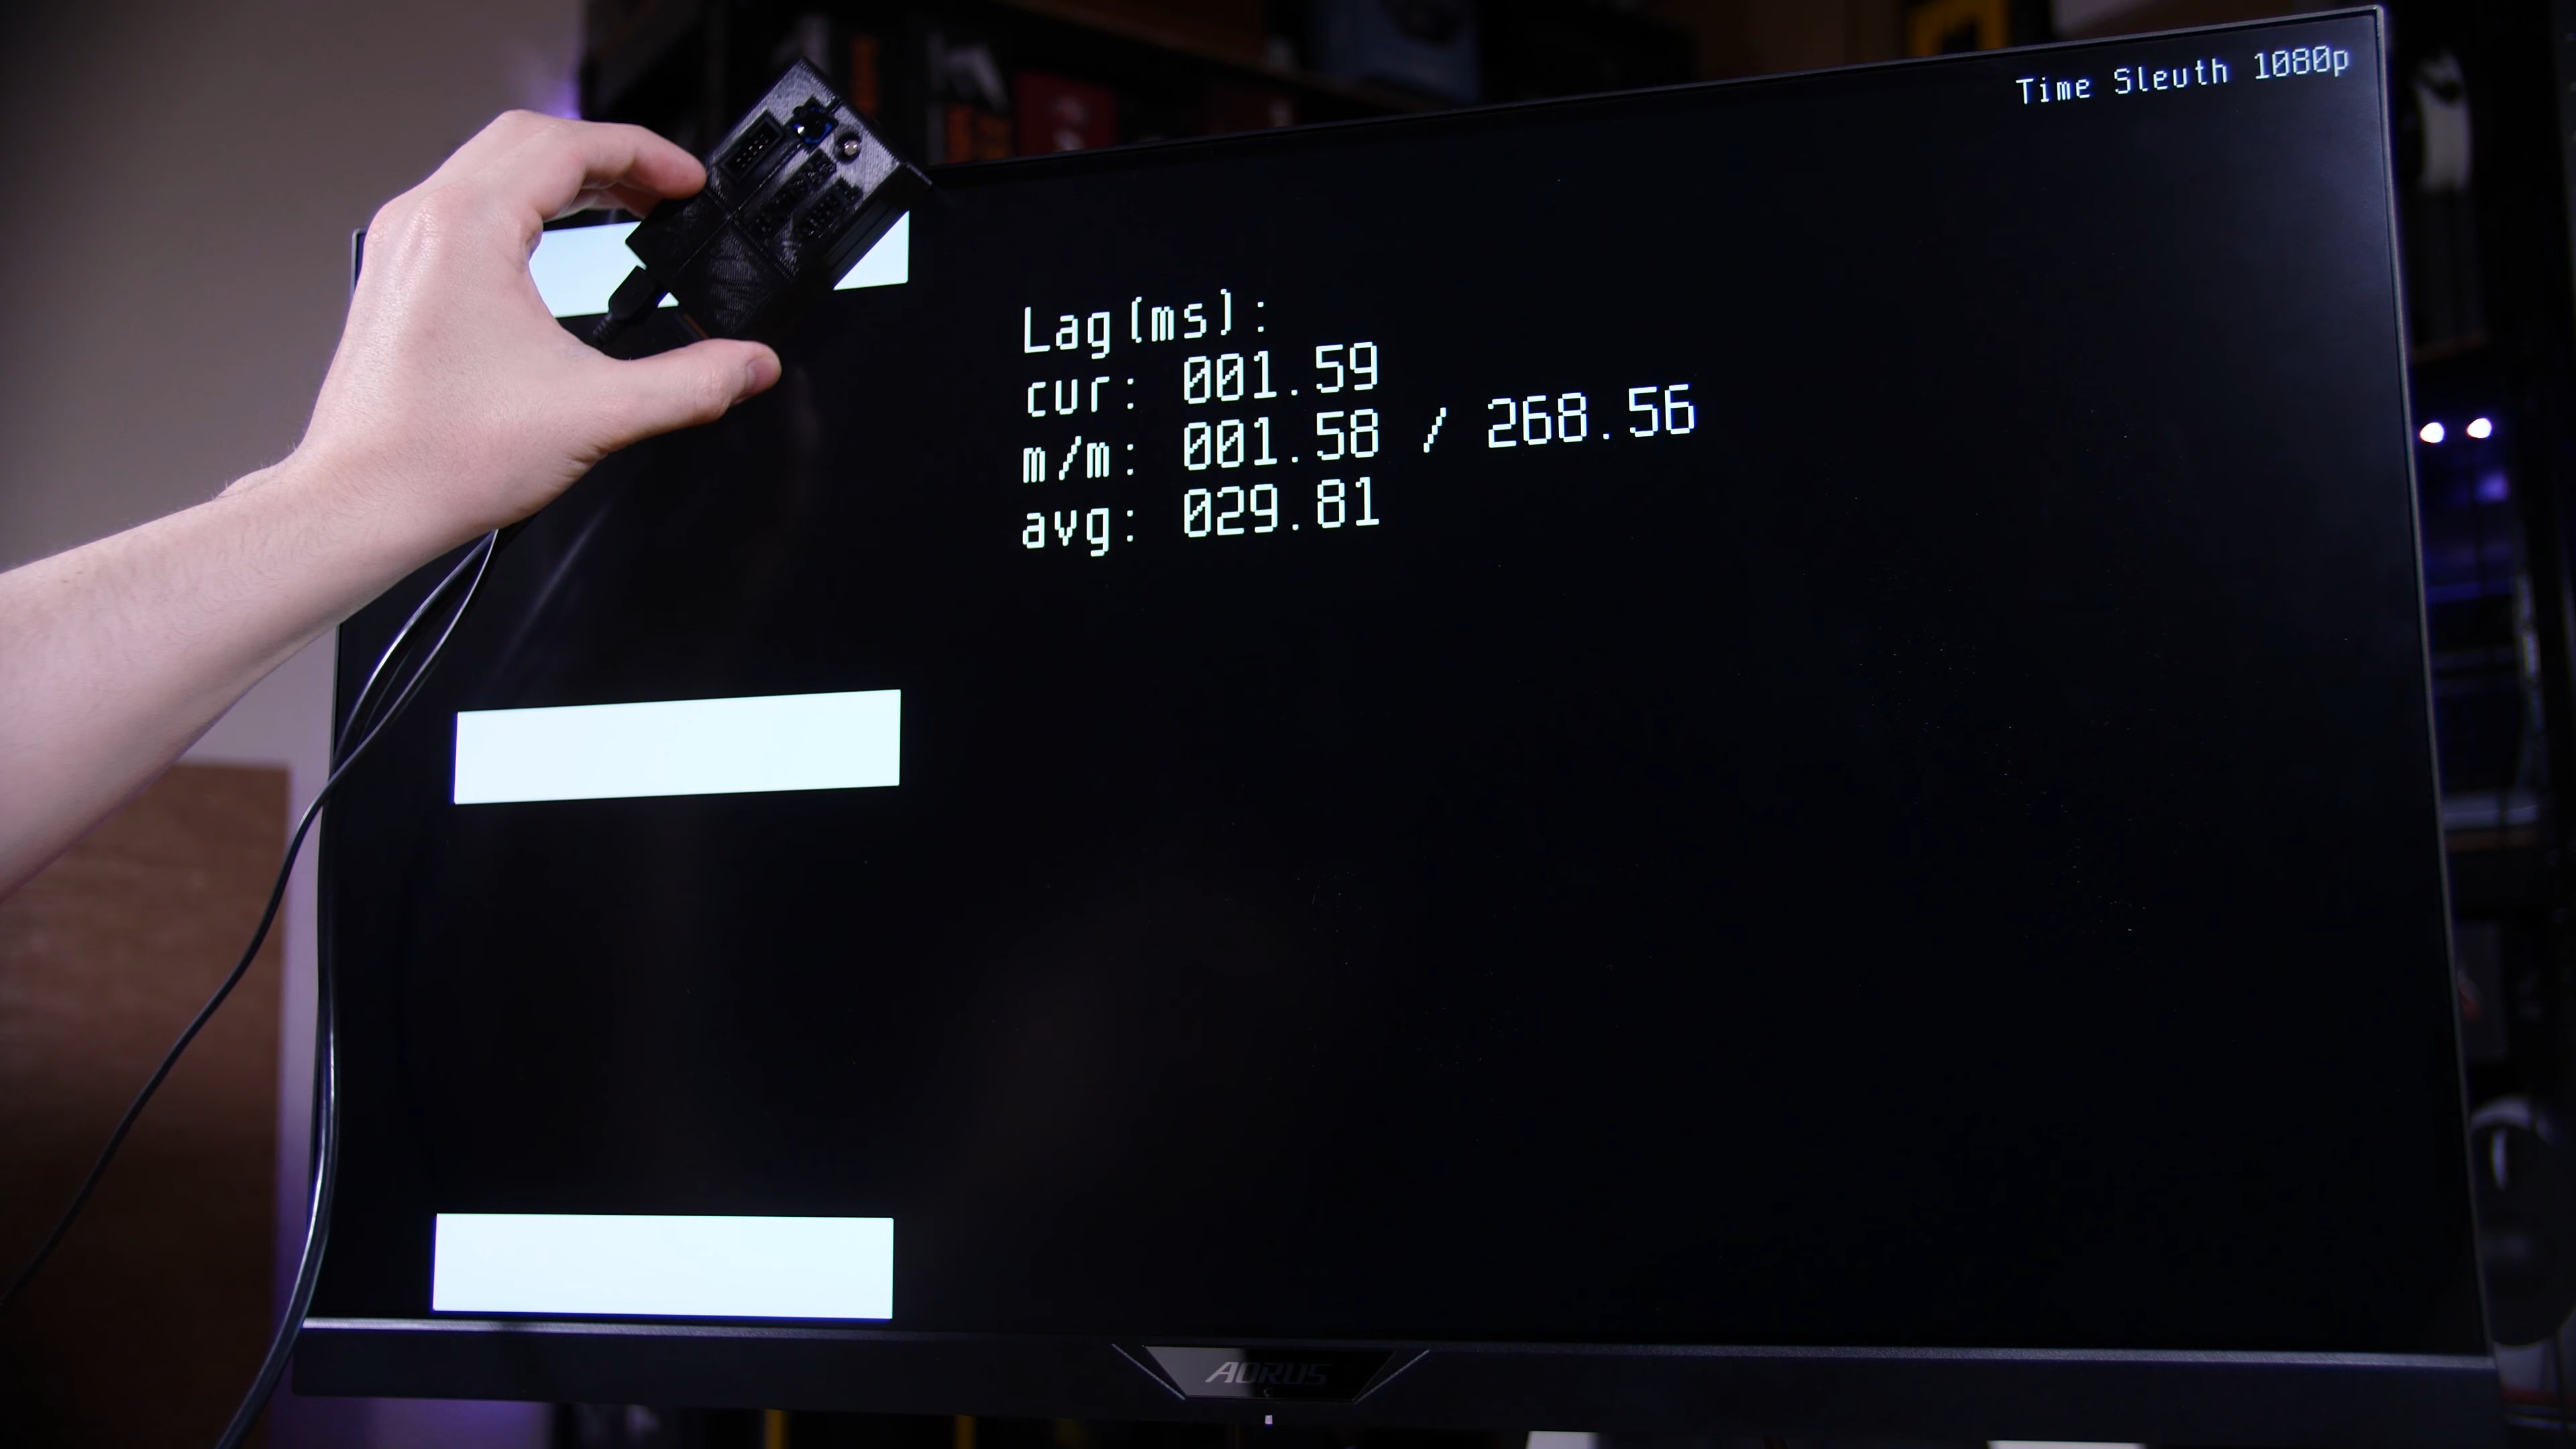 Time Sleuth 1080p
Lag(ms):
cur: 001.59
m/m: 001.58 / 268.56
avg: 029.81
AORUS